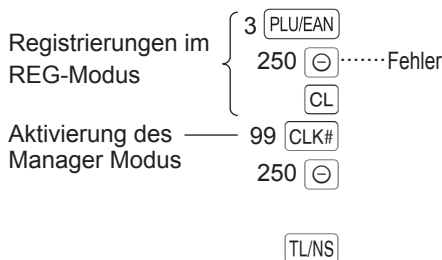 Registrierungen im
REG-Modus
3 PLU/EAN
250 ⊖ ······· Fehler
CL
Aktivierung des
Manager Modus
99 CLK#
250 ⊖
TL/NS